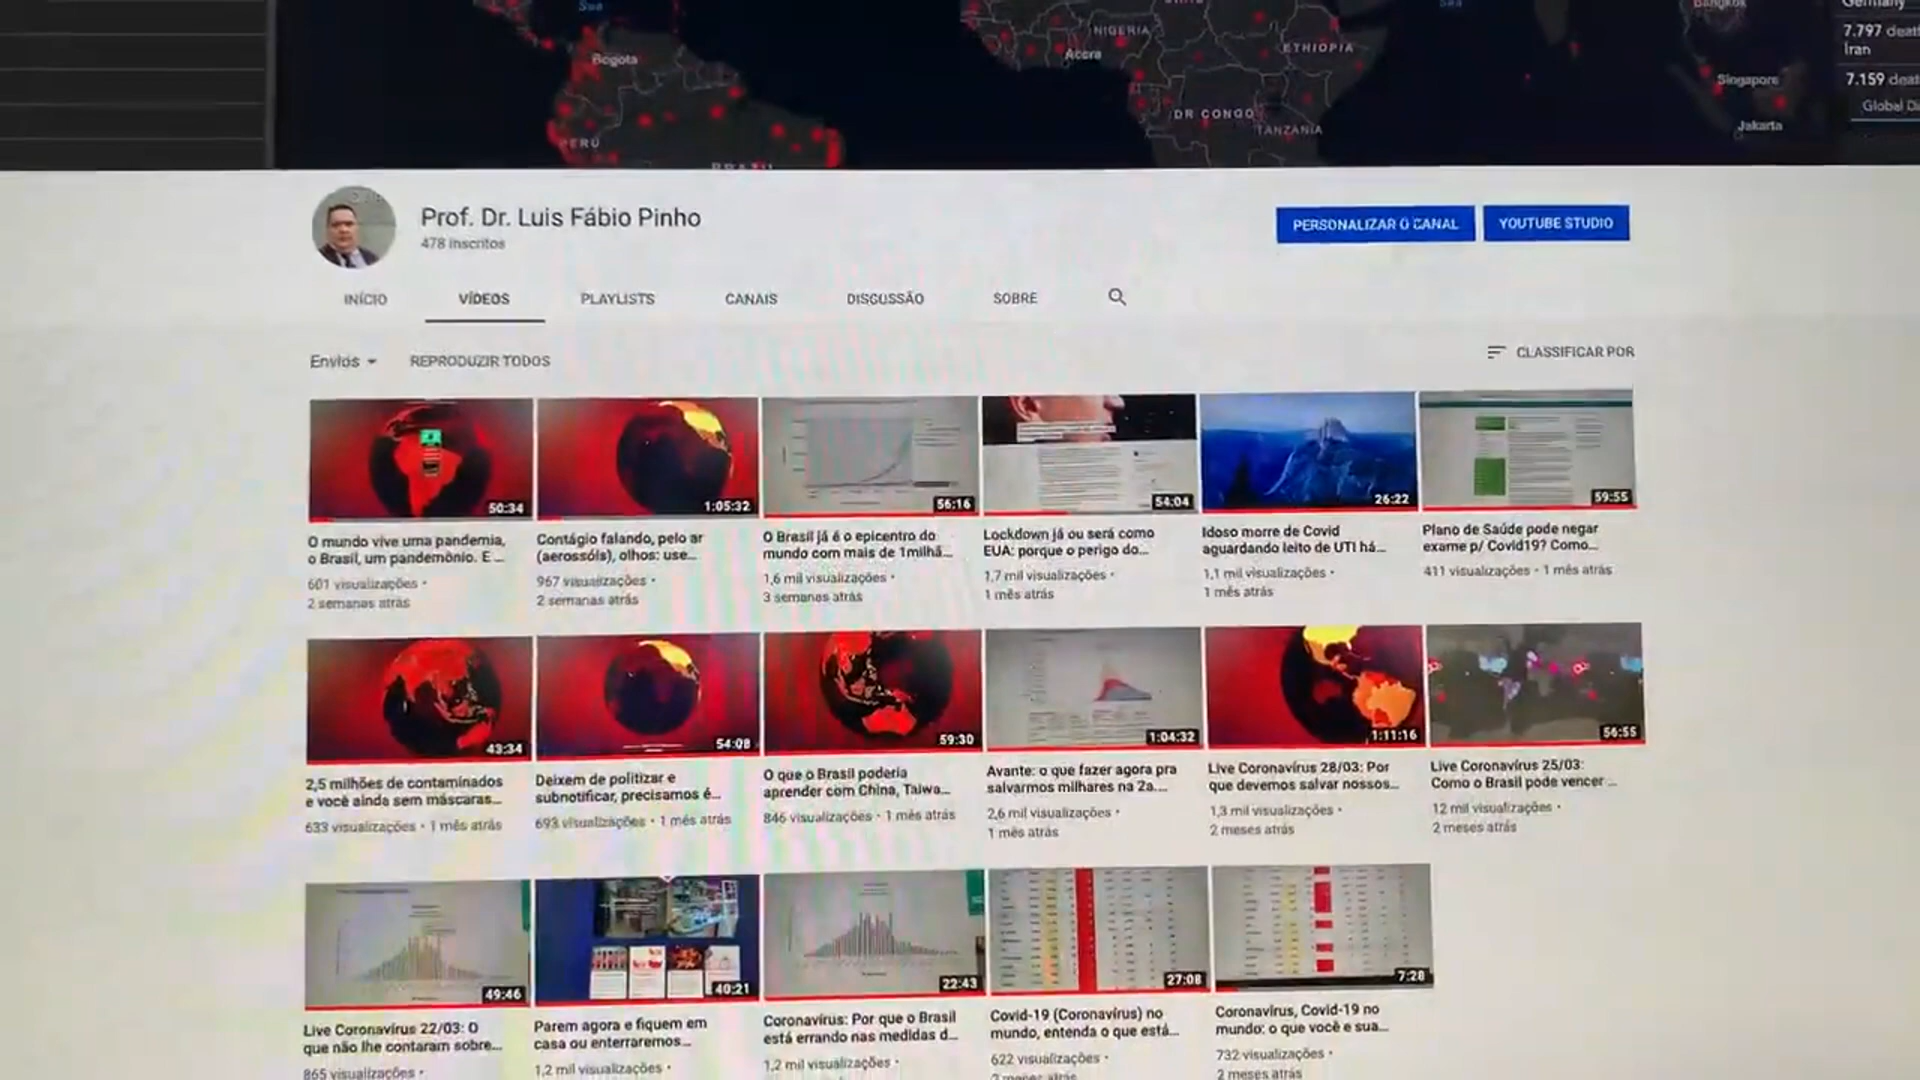 Bogota
NIGERIA
Accra
ETHIOPIA
DR CONGO
TANZANIA
PERÚ
Bangkok
Singapore
Jakarta
Germany
7.797
Iran
7.159
Prof. Dr. Luis Fábio Pinho
478 inscritos
PERSONALIZAR O CANAL
YOUTUBE STUDIO
INÍCIO
VÍDEOS
PLAYLISTS
CANAIS
DISCUSSÃO
SOBRE
Envios
REPRODUZIR TODOS
CLASSIFICAR POR
50:34
1:05:32
56:16
54:04
26:22
59:55
O mundo vive uma pandemia,
o Brasil, um pandemônio. E ...
601 visualizações •
2 semanas atrás
Contágio falando, pelo ar
(aerossóis), olhos: use...
967 visualizações •
2 semanas atrás
O Brasil já é o epicentro do
mundo com mais de 1milhã...
1,6 mil visualizações •
3 semanas atrás
Lockdown já ou será como
EUA: porque o perigo do...
1,7 mil visualizações •
1 mês atrás
Idoso morre de Covid
aguardando leito de UTI há...
1,1 mil visualizações •
1 mês atrás
Plano de Saúde pode negar
exame p/ Covid19? Como...
411 visualizações • 1 mês atrás
43:34
54:08
59:30
1:04:32
1:11:16
56:55
2,5 milhões de contaminados
e você ainda sem máscaras...
633 visualizações • 1 mês atrás
Deixem de politizar e
subnotificar, precisamos é...
693 visualizações • 1 mês atrás
O que o Brasil poderia
aprender com China, Taiwa...
846 visualizações • 1 mês atrás
Avante: o que fazer agora pra
salvarmos milhares na 2a....
2,6 mil visualizações •
1 mês atrás
Live Coronavírus 28/03: Por
que devemos salvar nossos...
1,3 mil visualizações •
2 meses atrás
Live Coronavírus 25/03:
Como o Brasil pode vencer ...
12 mil visualizações •
2 meses atrás
49:46
40:21
22:43
27:08
7:28
Live Coronavírus 22/03: O
que não lhe contaram sobre...
865 visualizações •
Parem agora e fiquem em
casa ou enterraremos...
1,2 mil visualizações •
Coronavírus: Por que o Brasil
está errando nas medidas d...
1,2 mil visualizações •
Covid-19 (Coronavírus) no
mundo, entenda o que está...
622 visualizações •
2 meses atrás
Coronavírus, Covid-19 no
mundo: o que você e sua...
732 visualizações •
2 meses atrás